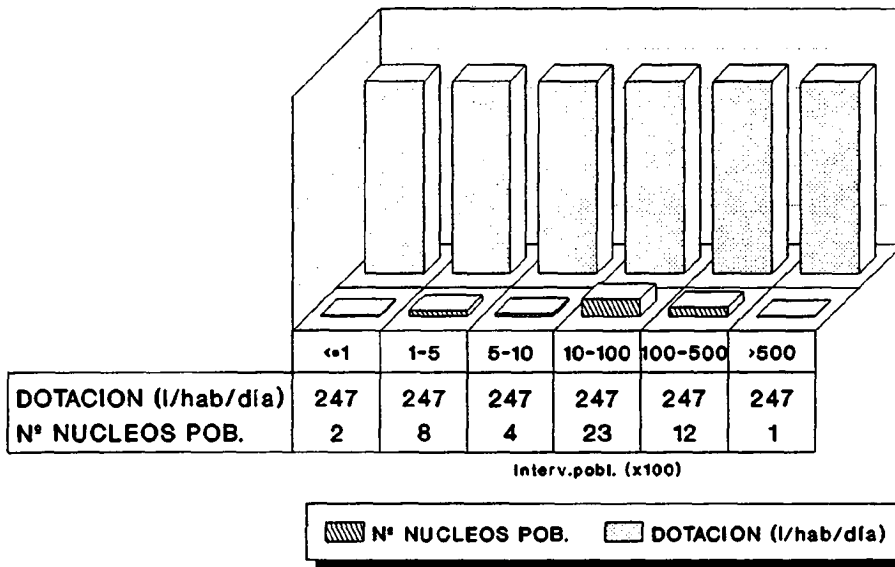 <=1 1-5 5-10 10-100 100-500 >500
DOTACION (l/hab/día) 247 247 247 247 247 247
Nº NUCLEOS POB. 2 8 4 23 12 1
Interv.pobl. (x100)
Nº NUCLEOS POB. DOTACION (l/hab/día)